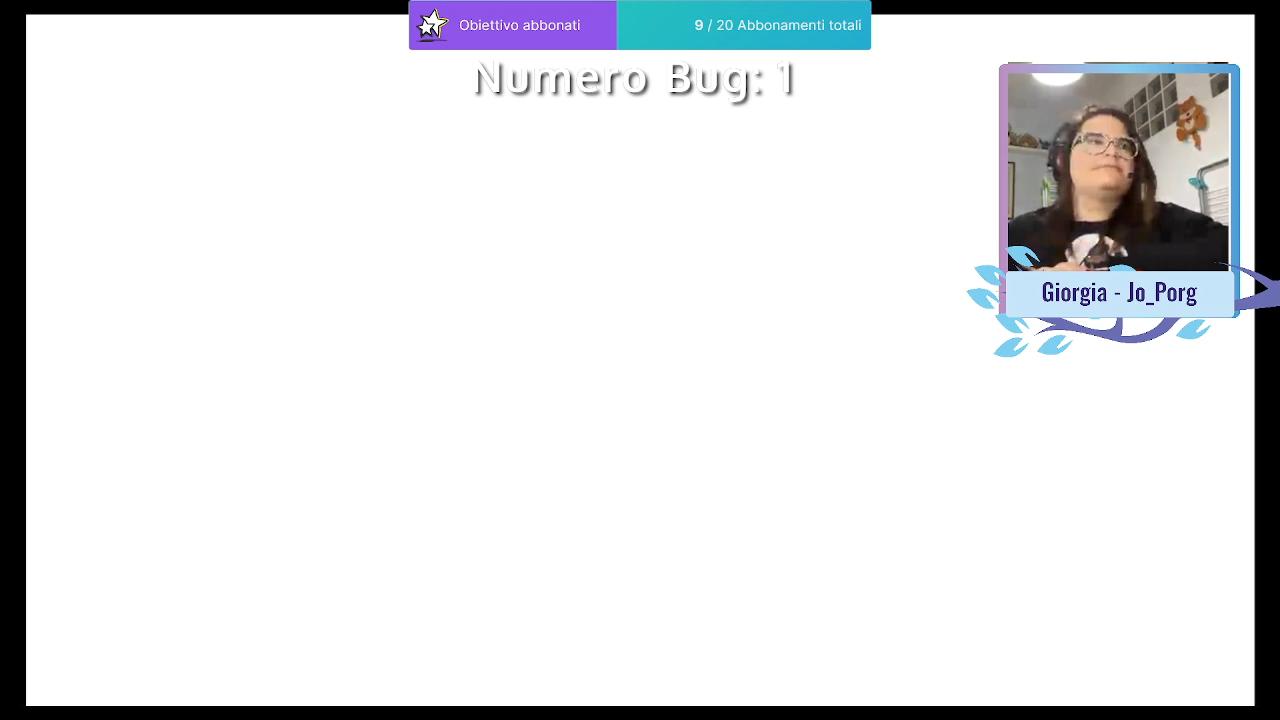 Obiettivo abbonati
9 / 20 Abbonamenti totali
Numero Bug: 1
Giorgia - Jo_Porg